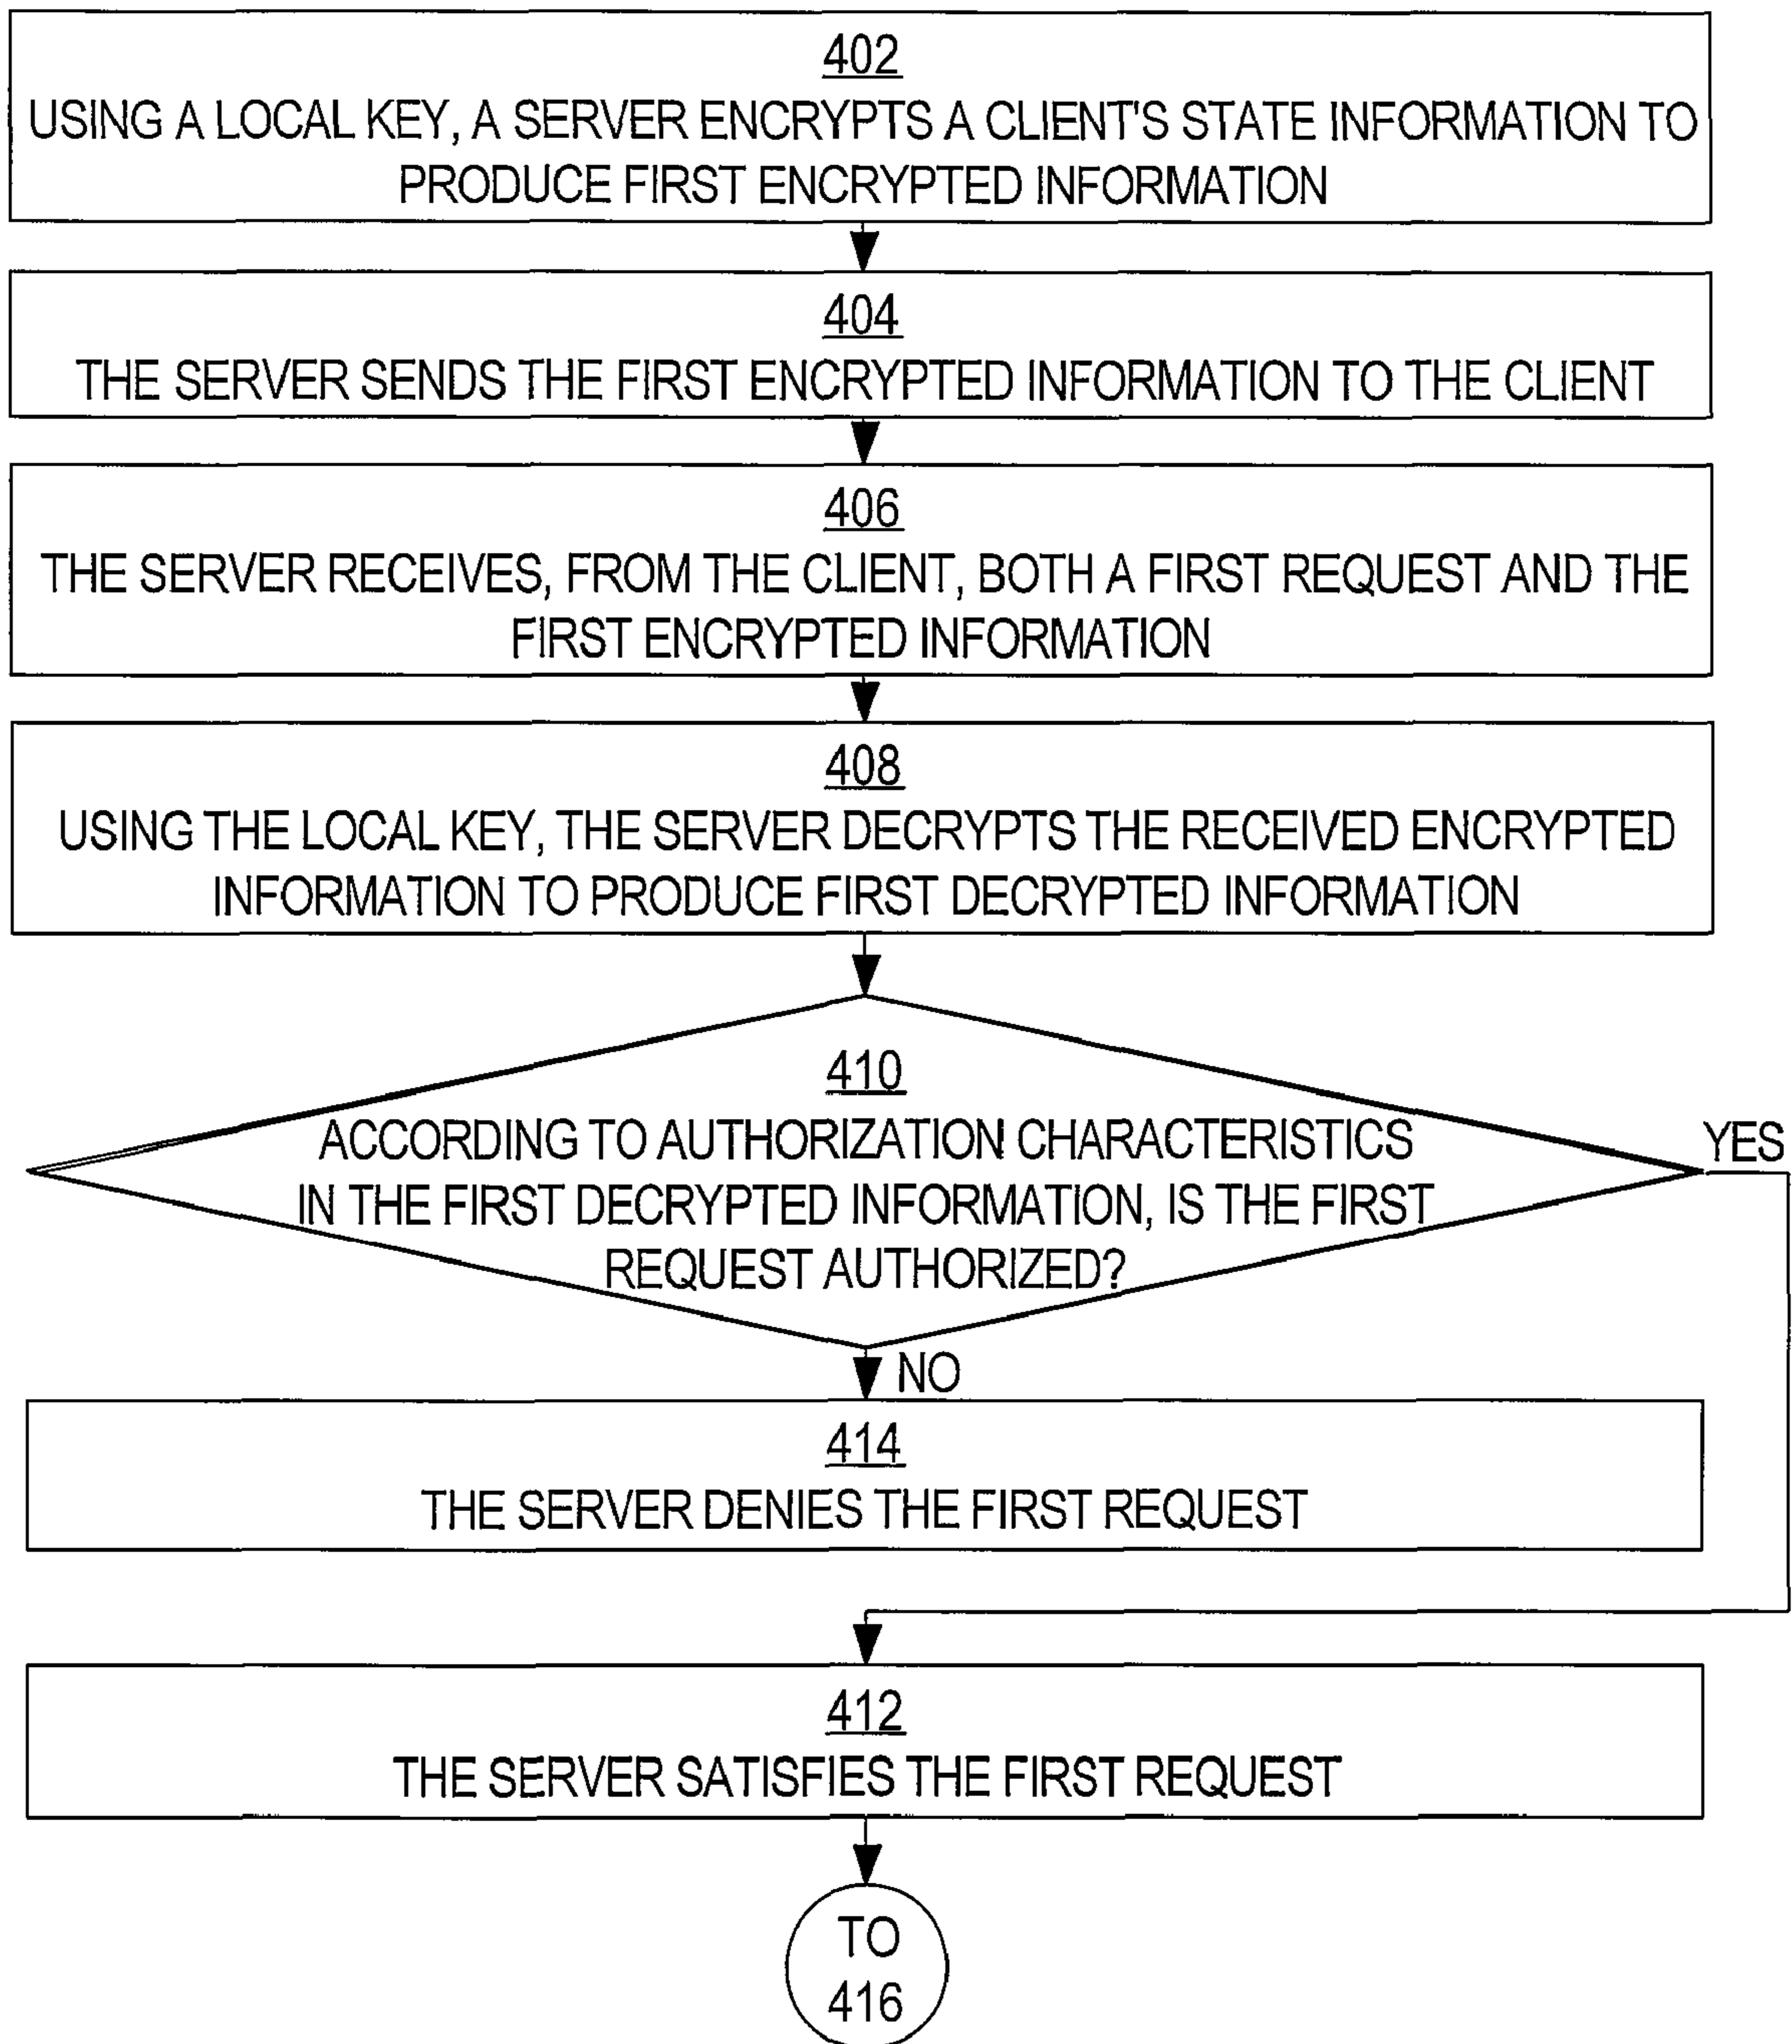 402
USING A LOCAL KEY, A SERVER ENCRYPTS A CLIENT'S STATE INFORMATION TO
PRODUCE FIRST ENCRYPTED INFORMATION
404
THE SERVER SENDS THE FIRST ENCRYPTED INFORMATION TO THE CLIENT
406
THE SERVER RECEIVES, FROM THE CLIENT, BOTH A FIRST REQUEST AND THE
FIRST ENCRYPTED INFORMATION
408
USING THE LOCAL KEY, THE SERVER DECRYPTS THE RECEIVED ENCRYPTED
INFORMATION TO PRODUCE FIRST DECRYPTED INFORMATION
410
ACCORDING TO AUTHORIZATION CHARACTERISTICS
IN THE FIRST DECRYPTED INFORMATION, IS THE FIRST
REQUEST AUTHORIZED?
YES
NO
414
THE SERVER DENIES THE FIRST REQUEST
412
THE SERVER SATISFIES THE FIRST REQUEST
TO
416